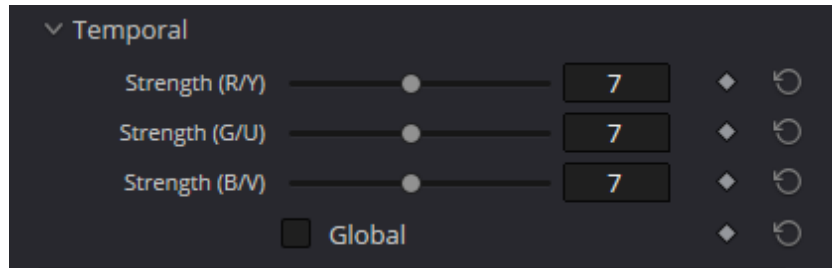 Temporal
Strength (R/Y) 7
Strength (G/U) 7
Strength (B/V) 7
Global